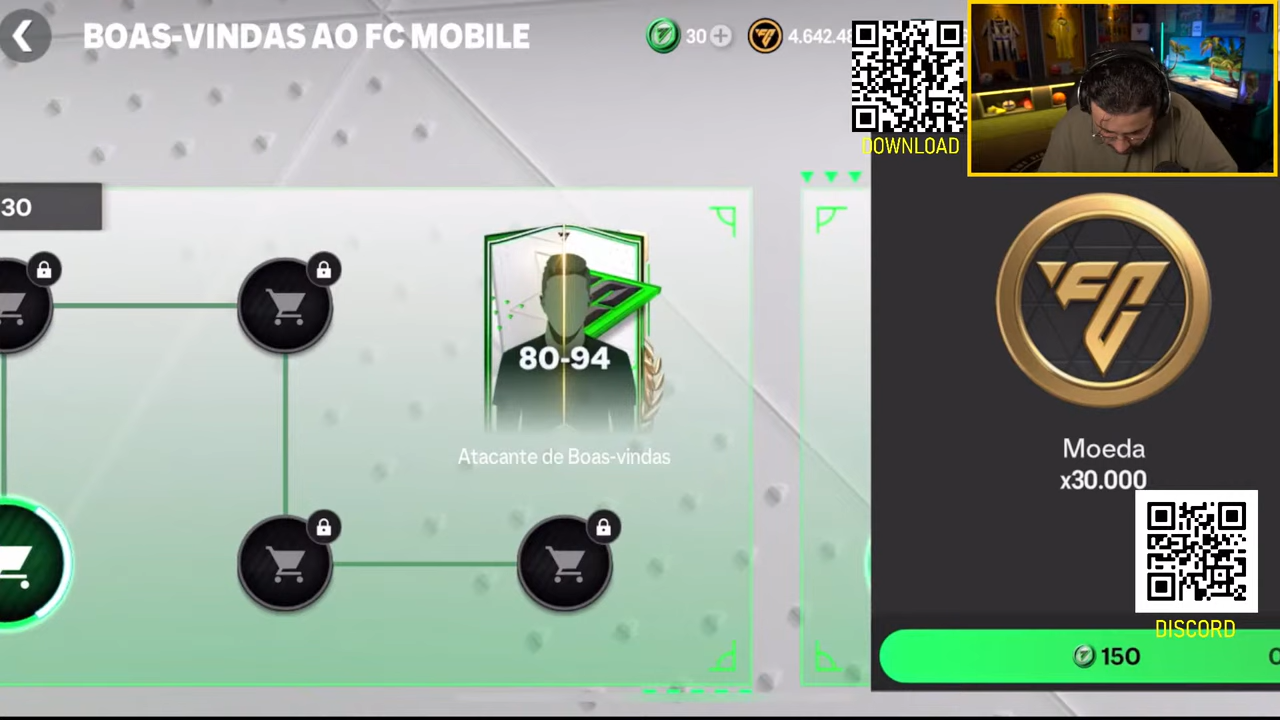 BOAS-VINDAS AO FC MOBILE
30
DOWNLOAD
30
80-94
Atacante de Boas-vindas
Moeda
x30.000
DISCORD
150